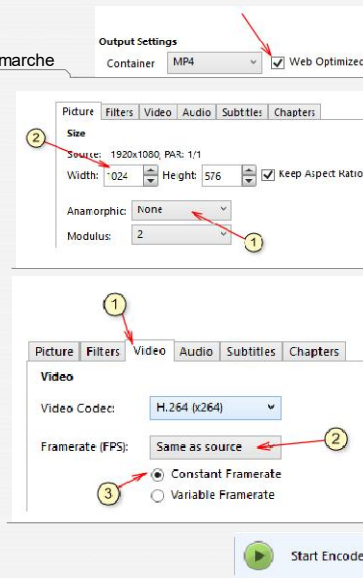 Output Settings
marche
Container MP4 Web Optimized
Picture Filters Video Audio Subtitles Chapters
Size
2
Source: 1920x1080, PAR: 1/1
Width: 1024 Height: 576 Keep Aspect Ratio
Anamorphic: None
Modulus: 2
1
1
Picture Filters Video Audio Subtitles Chapters
Video
Video Codec: H.264 (x264)
Framerate (FPS): Same as source 2
Constant Framerate
3
Variable Framerate
Start Encode